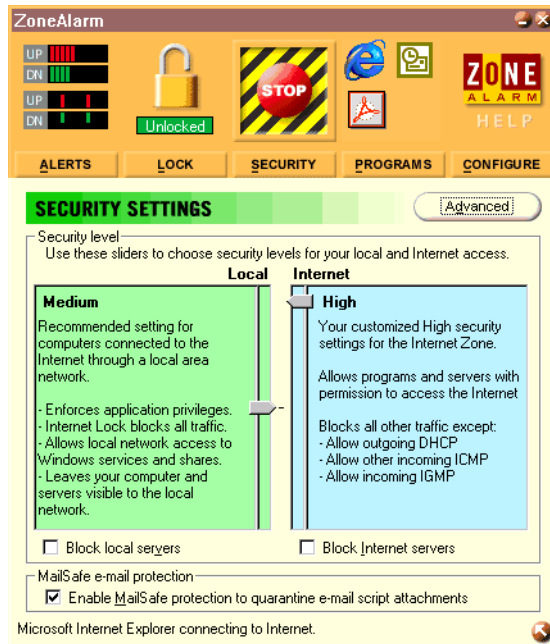 ZoneAlarm
UP
DN
UP
DN
Unlocked
STOP
ZONE
ALARM
HELP
ALERTS
LOCK
SECURITY
PROGRAMS
CONFIGURE
SECURITY SETTINGS
Advanced
Security level
Use these sliders to choose security levels for your local and Internet access.
Local
Internet
Medium
Recommended setting for
computers connected to the
Internet through a local area
network.
- Enforces application privileges.
- Internet Lock blocks all traffic.
- Allows local network access to
Windows services and shares.
- Leaves your computer and
servers visible to the local
network.
High
Your customized High security
settings for the Internet Zone.
Allows programs and servers with
permission to access the Internet
Blocks all other traffic except:
- Allow outgoing DHCP
- Allow other incoming ICMP
- Allow incoming IGMP
Block local servers
Block Internet servers
MailSafe e-mail protection
Enable MailSafe protection to quarantine e-mail script attachments
Microsoft Internet Explorer connecting to Internet.